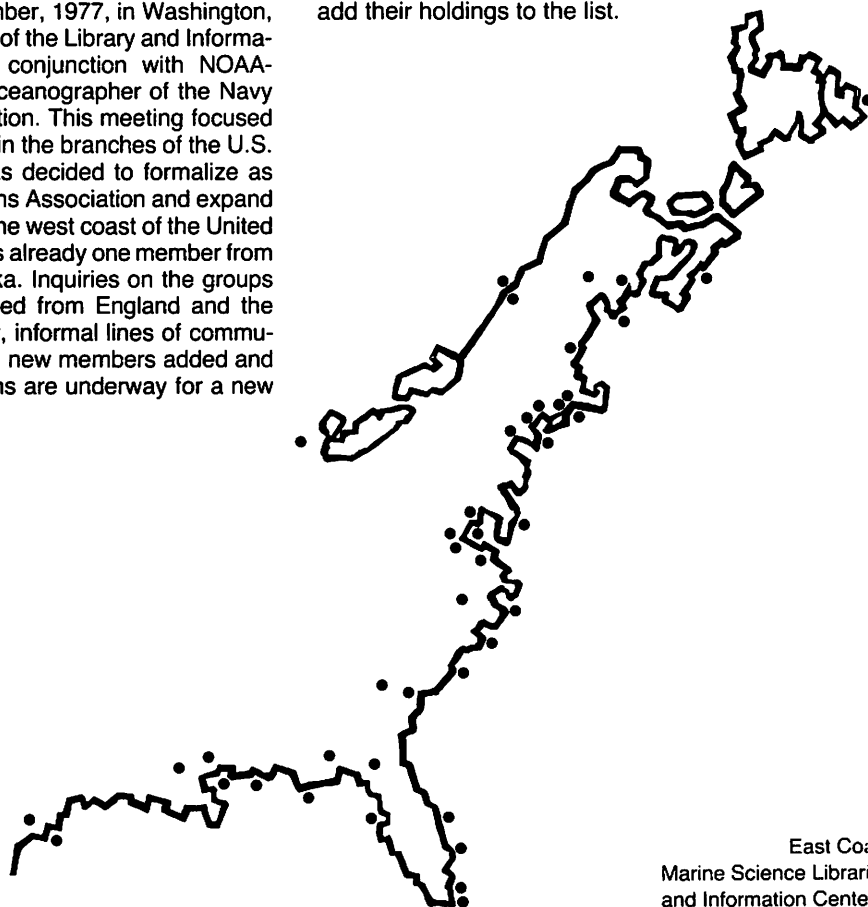 ber, 1977, in Washington,
of the Library and Informa-
conjunction with NOAA-
ceanographer of the Navy
tion. This meeting focused
in the branches of the U.S.
s decided to formalize as
ns Association and expand
ne west coast of the United
s already one member from
ka. Inquiries on the groups
ed from England and the
, informal lines of commu-
new members added and
ns are underway for a new
add their holdings to the list.
East Coa
Marine Science Librari
and Information Cente